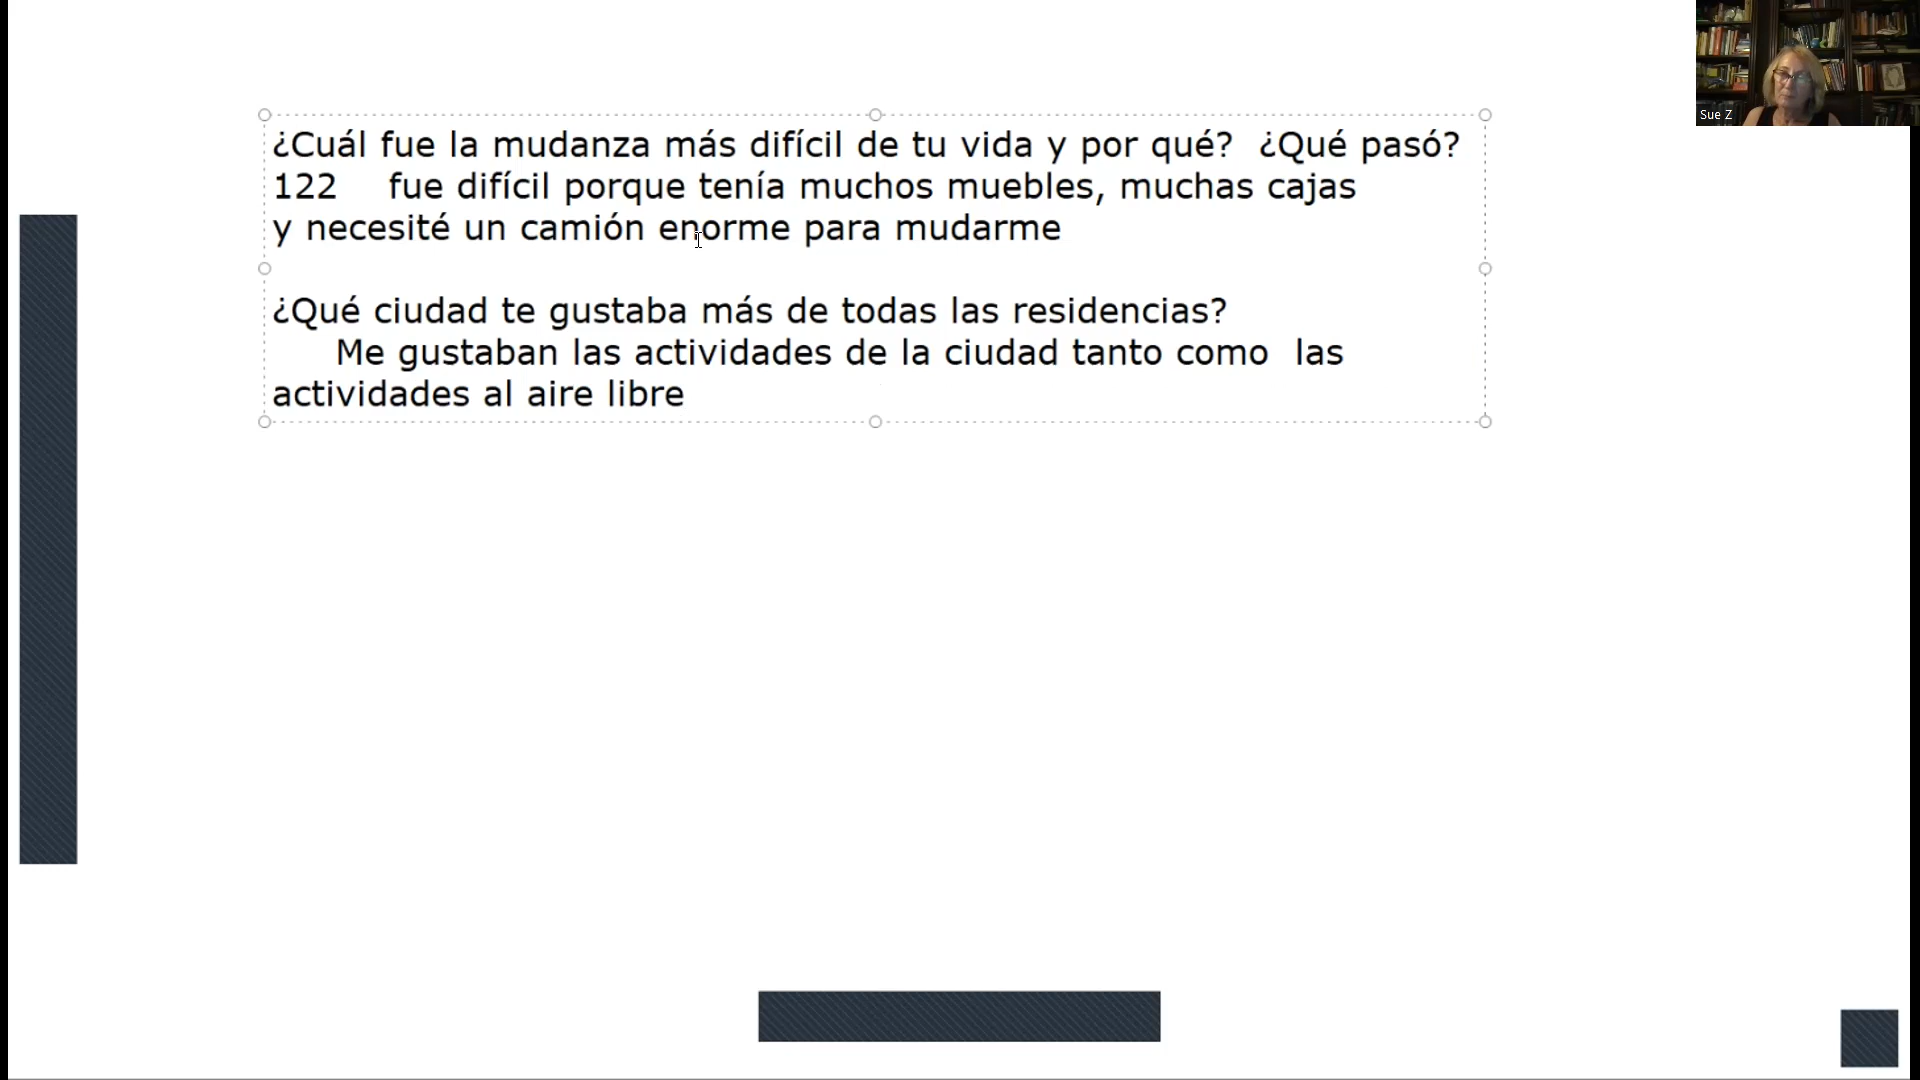 ¿Cuál fue la mudanza más difícil de tu vida y por qué?  ¿Qué pasó?
122    fue difícil porque tenía muchos muebles, muchas cajas
y necesité un camión enorme para mudarme
¿Qué ciudad te gustaba más de todas las residencias?
Me gustaban las actividades de la ciudad tanto como  las
actividades al aire libre
Sue Z